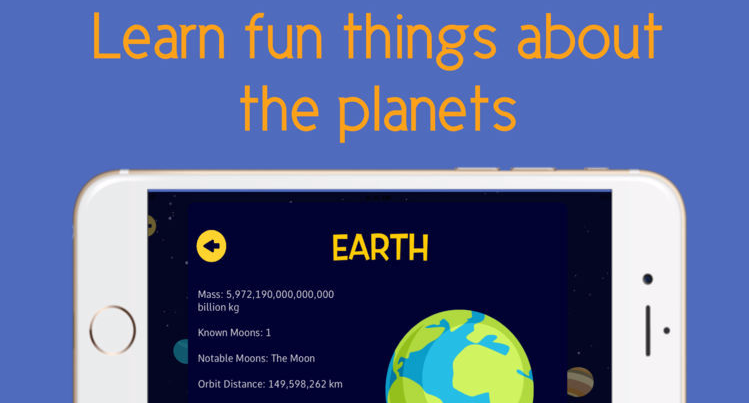 Learn fun things about
the planets
EARTH
Mass: 5,972,190,000,000,000
billion kg
Known Moons: 1
Notable Moons: The Moon
Orbit Distance: 149,598,262 km